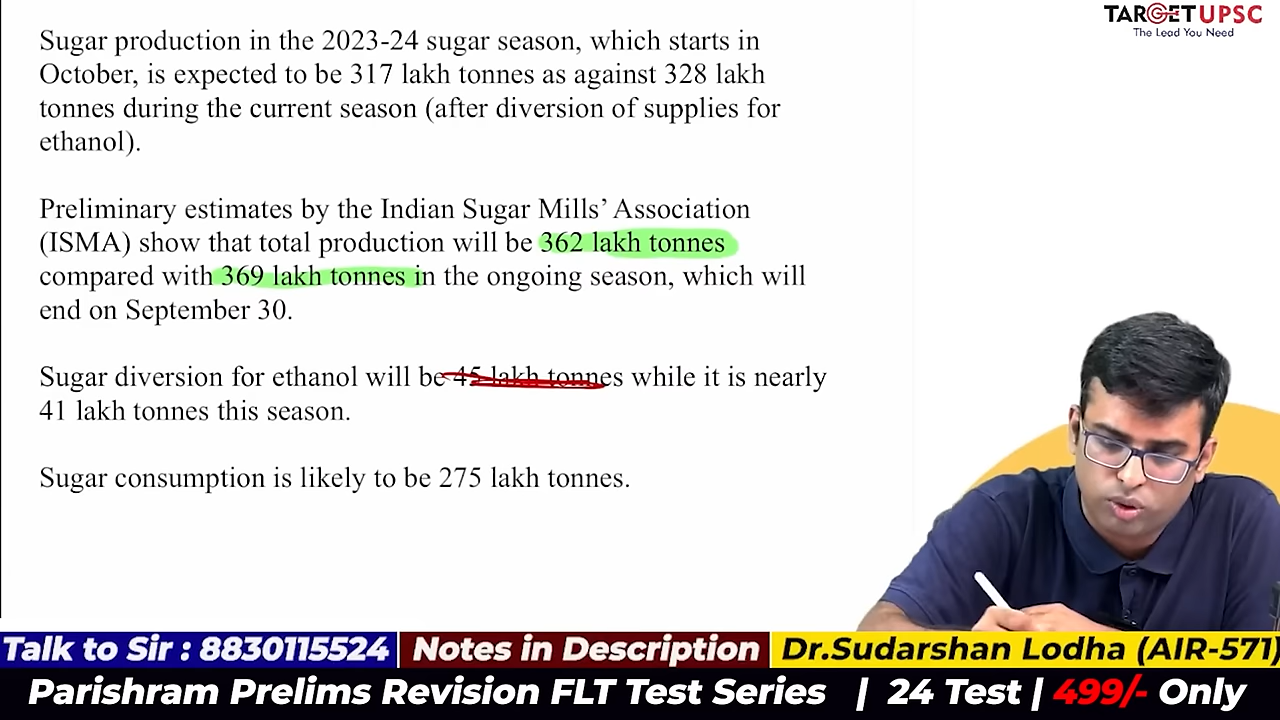 TARGET UPSC
The Lead You Need
Sugar production in the 2023-24 sugar season, which starts in
October, is expected to be 317 lakh tonnes as against 328 lakh
tonnes during the current season (after diversion of supplies for
ethanol).
Preliminary estimates by the Indian Sugar Mills’ Association
(ISMA) show that total production will be 362 lakh tonnes
compared with 369 lakh tonnes in the ongoing season, which will
end on September 30.
Sugar diversion for ethanol will be 45 lakh tonnes while it is nearly
41 lakh tonnes this season.
Sugar consumption is likely to be 275 lakh tonnes.
Talk to Sir : 8830115524 Notes in Description Dr.Sudarshan Lodha (AIR-571)
Parishram Prelims Revision FLT Test Series | 24 Test | 499/- Only